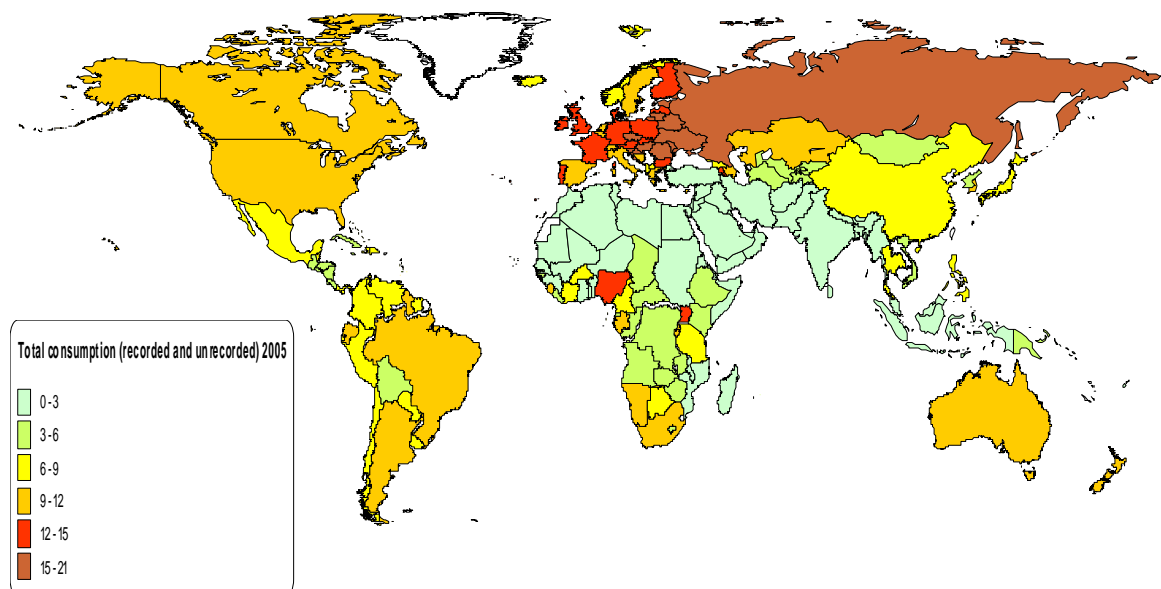 Total consumption (recorded and unrecorded) 2005
0 - 3
3 - 6
6 - 9
9 - 12
12 - 15
15 - 21